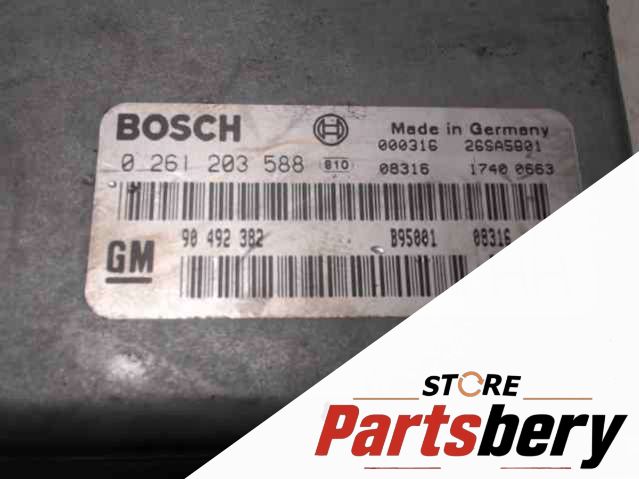 BOSCH Made in Germany
000316 26SA5801
0 261 203 588 810 08316 1740 0663
90 492 382 B95001 08316
GM
STORE
Partsbery